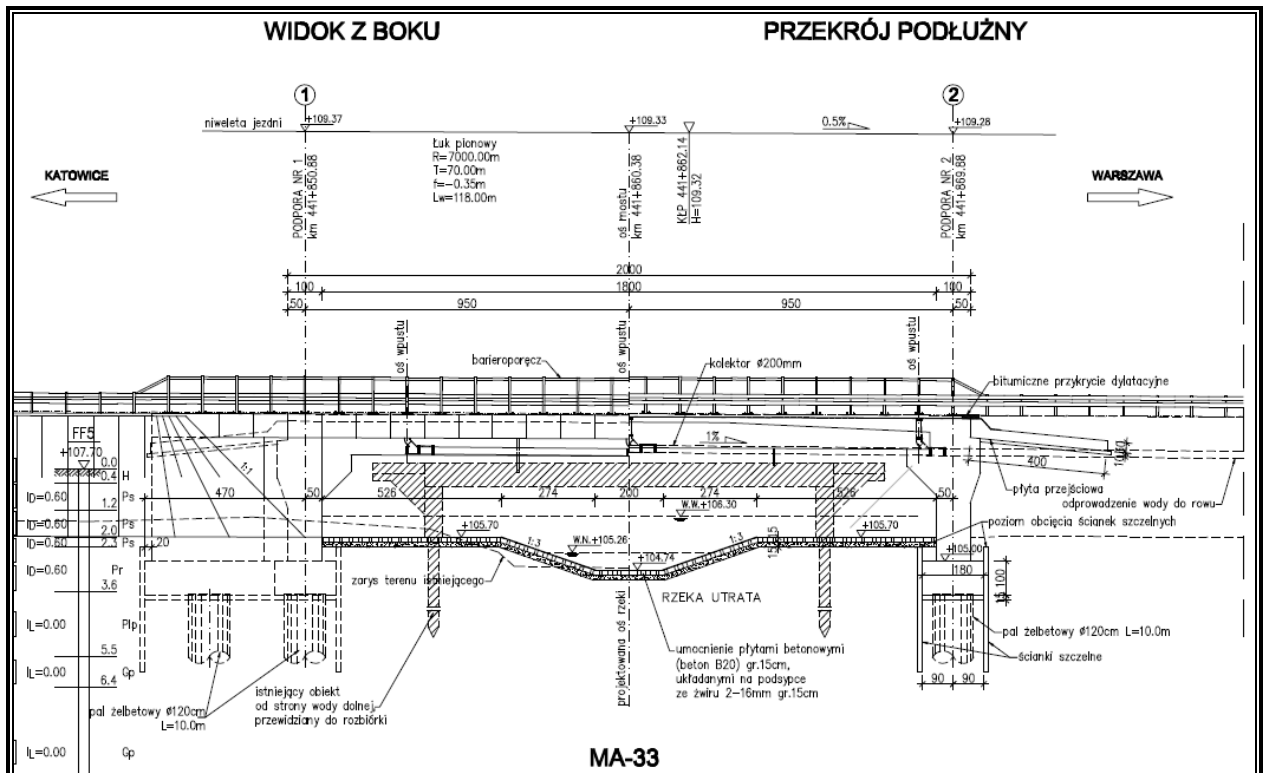 WIDOK Z BOKU
PRZEKRÓJ PODŁUŻNY
1
2
niweleta jezdni
+109.37
+109.33
0.5%
+109.28
Łuk pionowy
R=7000.00m
T=70.00m
f=-0.35m
Lw=118.00m
KATOWICE
WARSZAWA
PODPORA NR 1
km 441+850.88
oś mostu
km 441+860.38
KŁP 441+862.14
H=109.32
PODPORA NR 2
km 441+869.88
2000
100
1800
100
50
950
950
50
oś wpustu
oś wpustu
oś wpustu
barieroporęcz
kolektor ø200mm
bitumiczne przykrycie dylatacyjne
FF5
+107.70
0.0
0.4
H
1:1
1%
400
płyta przejściowa
odprowadzenie wody do rowu
ID=0.60
Ps
1.2
470
50
526
274
200
274
526
50
W.W.+106.30
ID=0.60
Ps
2.0
+105.70
+105.70
poziom obcięcia ścianek szczelnych
ID=0.60
2.3
Ps
20
1:3
W.N.+105.26
1:3
15
15
+104.74
+105.00
ID=0.60
Pr
3.6
zarys terenu istniejącego
RZEKA UTRATA
180
100
15
IL=0.00
Plp
5.5
pal żelbetowy ø120cm L=10.0m
ścianki szczelne
IL=0.00
Gp
6.4
90
90
umocnienie płytami betonowymi
(beton B20) gr.15cm,
układanymi na podsypce
ze żwiru 2-16mm gr.15cm
projektowana oś rzeki
istniejący obiekt
od strony wody dolnej,
przewidziany do rozbiórki
pal żelbetowy ø120cm
L=10.0m
IL=0.00
Gp
MA-33